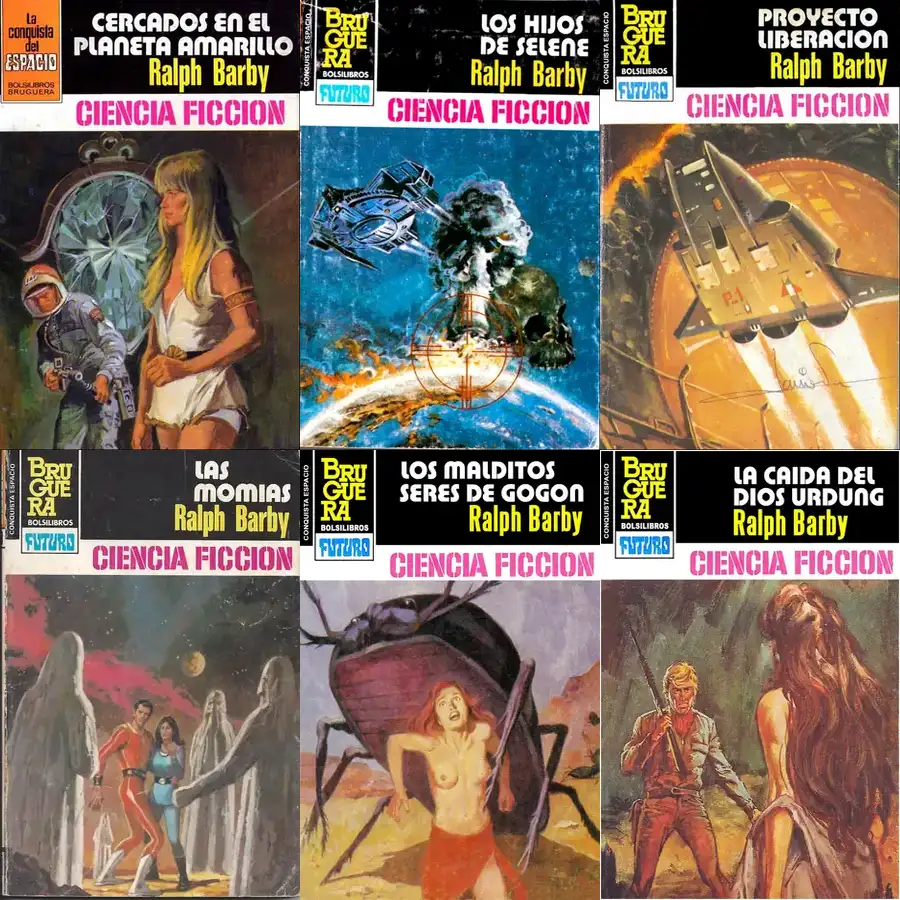 La
conquista
del
ESPACIO
BOLSILIBROS
BRUGUERA
CERCADOS EN EL
PLANETA AMARILLO
Ralph Barby
CIENCIA FICCION
CONQUISTA ESPACIO
BRU
GUE
RA
BOLSILIBROS
FUTURO
LOS HIJOS
DE SELENE
Ralph Barby
CIENCIA FICCION
CONQUISTA ESPACIO
BRU
GUE
RA
BOLSILIBROS
FUTURO
PROYECTO
LIBERACION
Ralph Barby
CIENCIA FICCION
P-1
CONQUISTA ESPACIO
BRU
GUE
RA
BOLSILIBROS
FUTURO
LAS
MOMIAS
Ralph Barby
CIENCIA FICCION
CONQUISTA ESPACIO
BRU
GUE
RA
BOLSILIBROS
FUTURO
LOS MALDITOS
SERES DE GOGON
Ralph Barby
CIENCIA FICCION
CONQUISTA ESPACIO
BRU
GUE
RA
BOLSILIBROS
FUTURO
LA CAIDA DEL
DIOS URDUNG
Ralph Barby
CIENCIA FICCION